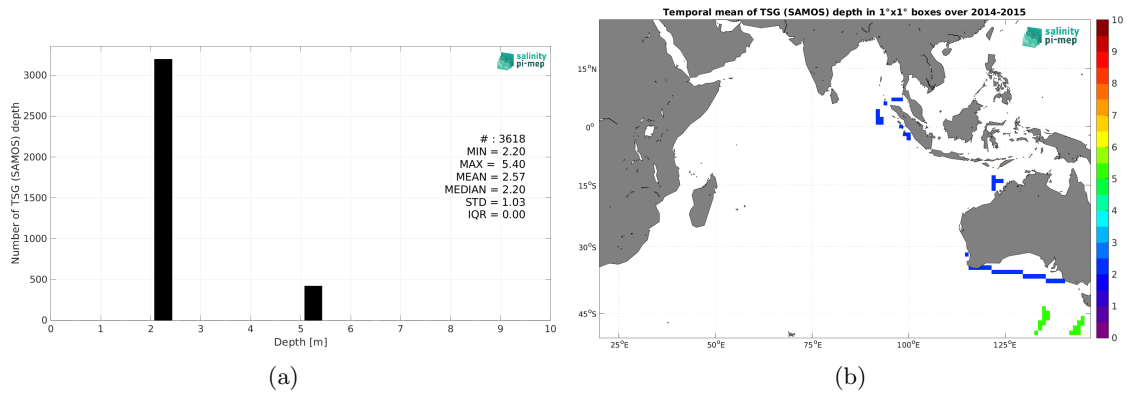 salinity
pi-mep
3000
2500
2000
1500
1000
500
0
Number of TSG (SAMOS) depth
# : 3618
MIN = 2.20
MAX = 5.40
MEAN = 2.57
MEDIAN = 2.20
STD = 1.03
IQR = 0.00
0 1 2 3 4 5 6 7 8 9 10
Depth [m]
(a)
Temporal mean of TSG (SAMOS) depth in 1°x1° boxes over 2014-2015
salinity
pi-mep
15°N
0°
15°S
30°S
45°S
25°E 50°E 75°E 100°E 125°E
10
9
8
7
6
5
4
3
2
1
0
(b)